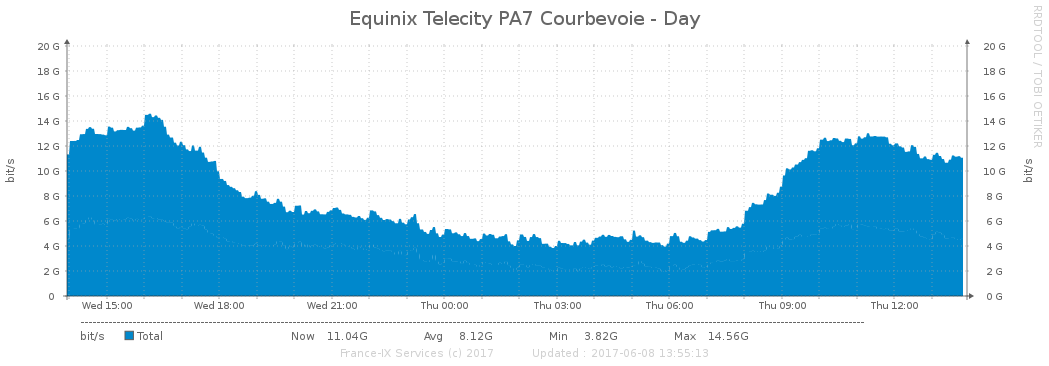 Equinix Telecity PA7 Courbevoie - Day
RRDTOOL / TOBI OETIKER
bit/s
20 G
18 G
16 G
14 G
12 G
10 G
8 G
6 G
4 G
2 G
0
20 G
18 G
16 G
14 G
12 G
10 G
8 G
6 G
4 G
2 G
0 G
bit/s
Wed 15:00 Wed 18:00 Wed 21:00 Thu 00:00 Thu 03:00 Thu 06:00 Thu 09:00 Thu 12:00
bit/s Total Now 11.04G Avg 8.12G Min 3.82G Max 14.56G
France-IX Services (c) 2017 Updated : 2017-06-08 13:55:13